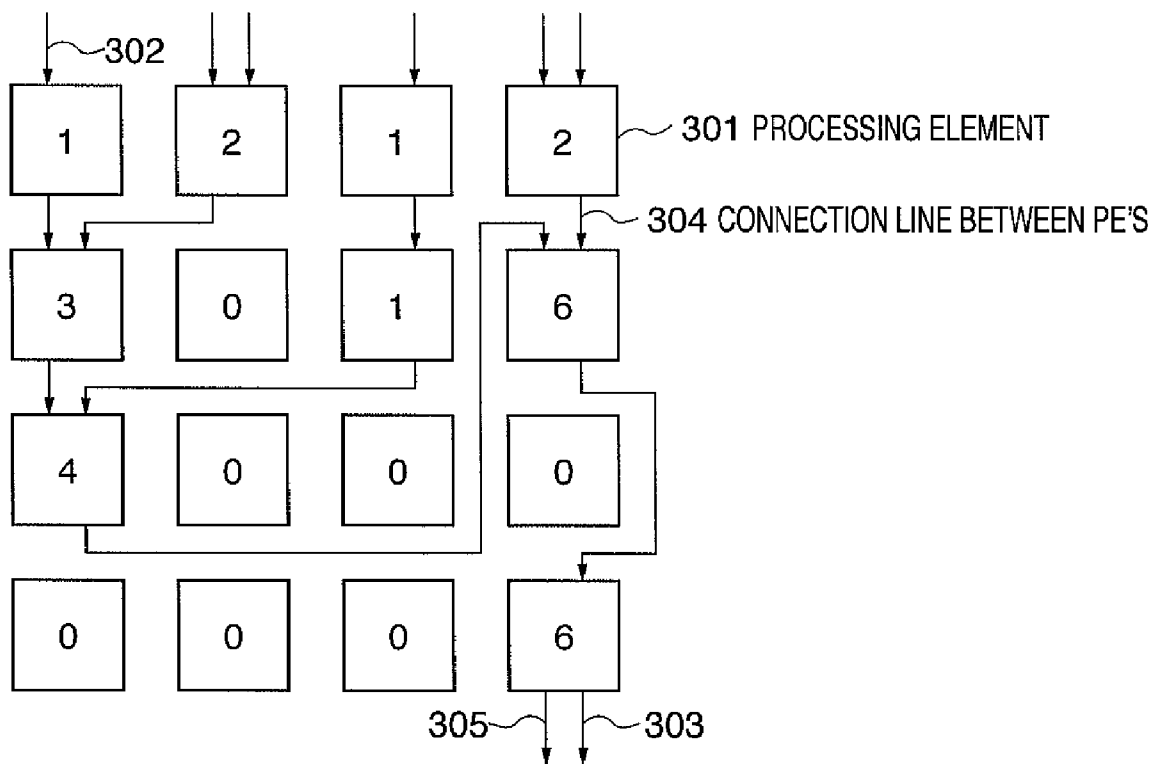 302
1 2 1 2
301 PROCESSING ELEMENT
304 CONNECTION LINE BETWEEN PE'S
3 0 1 6
4 0 0 0
0 0 0 6
305 303